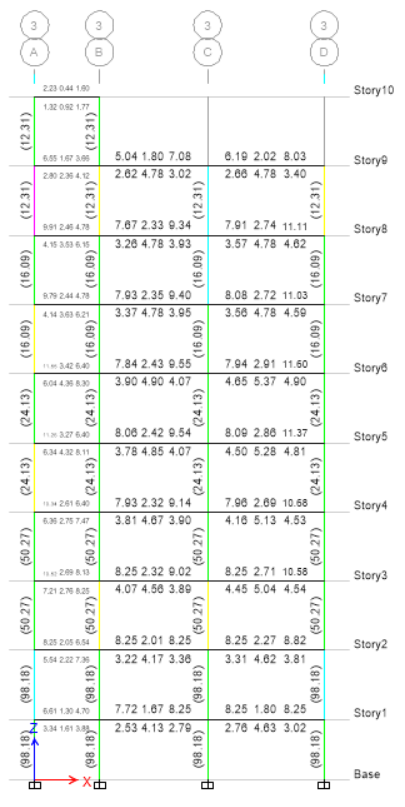 3 3 3 3
A B C D
2.23 0.44 1.60
Story10
1.32 0.92 1.77
(12.31) (12.31)
6.55 1.67 3.66 5.04 1.80 7.08 6.19 2.02 8.03
Story9
2.80 2.36 4.12 2.62 4.78 3.02 2.66 4.78 3.40
(12.31) (12.31) (12.31) (12.31)
9.91 2.46 4.78 7.67 2.33 9.34 7.91 2.74 11.11
Story8
4.15 3.53 6.15 3.26 4.78 3.93 3.57 4.78 4.62
(16.09) (16.09) (16.09) (16.09)
9.79 2.44 4.78 7.93 2.35 9.40 8.08 2.72 11.03
Story7
4.14 3.63 6.21 3.37 4.78 3.95 3.56 4.78 4.59
(16.09) (16.09) (16.09) (16.09)
3.42 6.40 7.84 2.43 9.55 7.94 2.91 11.60
Story6
6.04 4.36 8.30 3.90 4.90 4.07 4.65 5.37 4.90
(24.13) (24.13) (24.13) (24.13)
3.27 6.40 8.06 2.42 9.54 8.09 2.86 11.37
Story5
6.34 4.32 8.11 3.78 4.85 4.07 4.50 5.28 4.81
(24.13) (24.13) (24.13) (24.13)
2.61 6.40 7.93 2.32 9.14 7.96 2.69 10.68
Story4
6.36 2.75 7.47 3.81 4.67 3.90 4.16 5.13 4.53
(50.27) (50.27) (50.27) (50.27)
2.69 8.13 8.25 2.32 9.02 8.25 2.71 10.58
Story3
7.21 2.76 8.25 4.07 4.56 3.89 4.45 5.04 4.54
(50.27) (50.27) (50.27) (50.27)
8.25 2.05 6.54 8.25 2.01 8.25 8.25 2.27 8.82
Story2
5.54 2.22 7.36 3.22 4.17 3.36 3.31 4.62 3.81
(98.18) (98.18) (98.18) (98.18)
6.61 1.30 4.70 7.72 1.67 8.25 8.25 1.80 8.25
Story1
Z
3.34 1.61 3.88 2.53 4.13 2.79 2.76 4.63 3.02
(98.18) (98.18) (98.18) (98.18)
X
Base